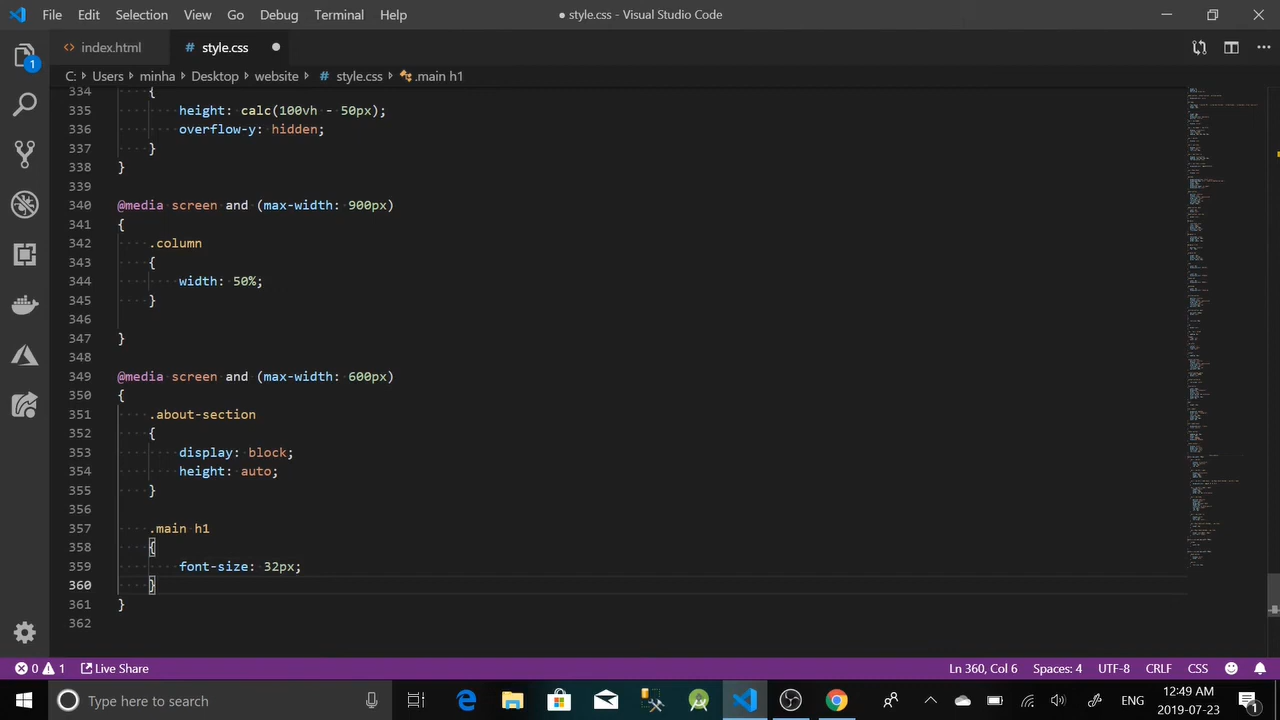 File Edit Selection View Go Debug Terminal Help
● style.css - Visual Studio Code
1
<> index.html
# style.css ●
C: > Users > minha > Desktop > website > # style.css > .main h1
334 {
335 height: calc(100vh - 50px);
336 overflow-y: hidden;
337 }
338 }
339
340 @media screen and (max-width: 900px)
341 {
342 .column
343 {
344 width: 50%;
345 }
346
347 }
348
349 @media screen and (max-width: 600px)
350 {
351 .about-section
352 {
353 display: block;
354 height: auto;
355 }
356
357 .main h1
358 {
359 font-size: 32px;
360 }
361 }
362
0 1 Live Share
Ln 360, Col 6 Spaces: 4 UTF-8 CRLF CSS
Type here to search
ENG
2019-07-23
1